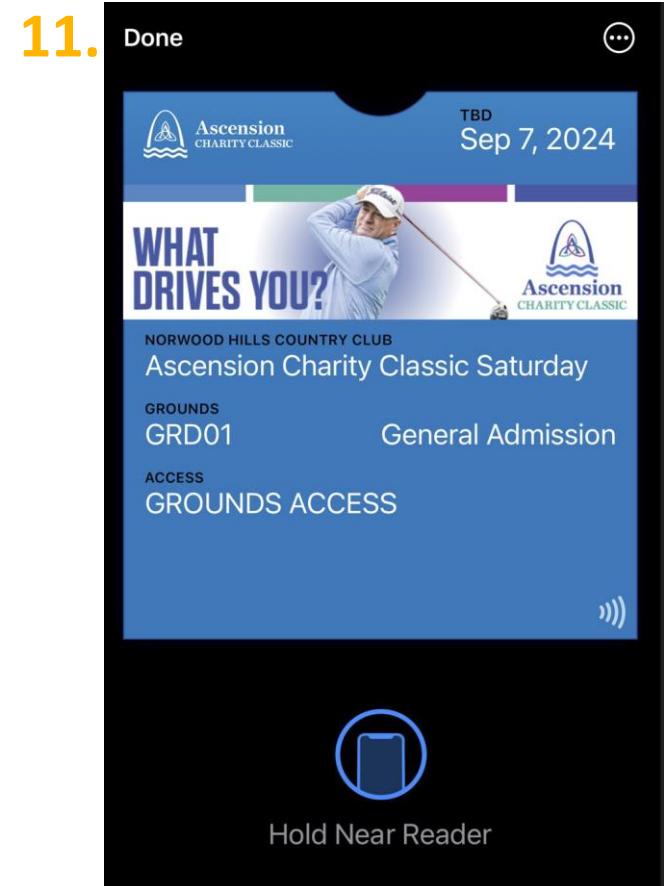 11.
Done
Ascension
CHARITY CLASSIC
TBD
Sep 7, 2024
WHAT
DRIVES YOU?
Titleist
Ascension
CHARITY CLASSIC
NORWOOD HILLS COUNTRY CLUB
Ascension Charity Classic Saturday
GROUNDS
GRD01 General Admission
ACCESS
GROUNDS ACCESS
Hold Near Reader